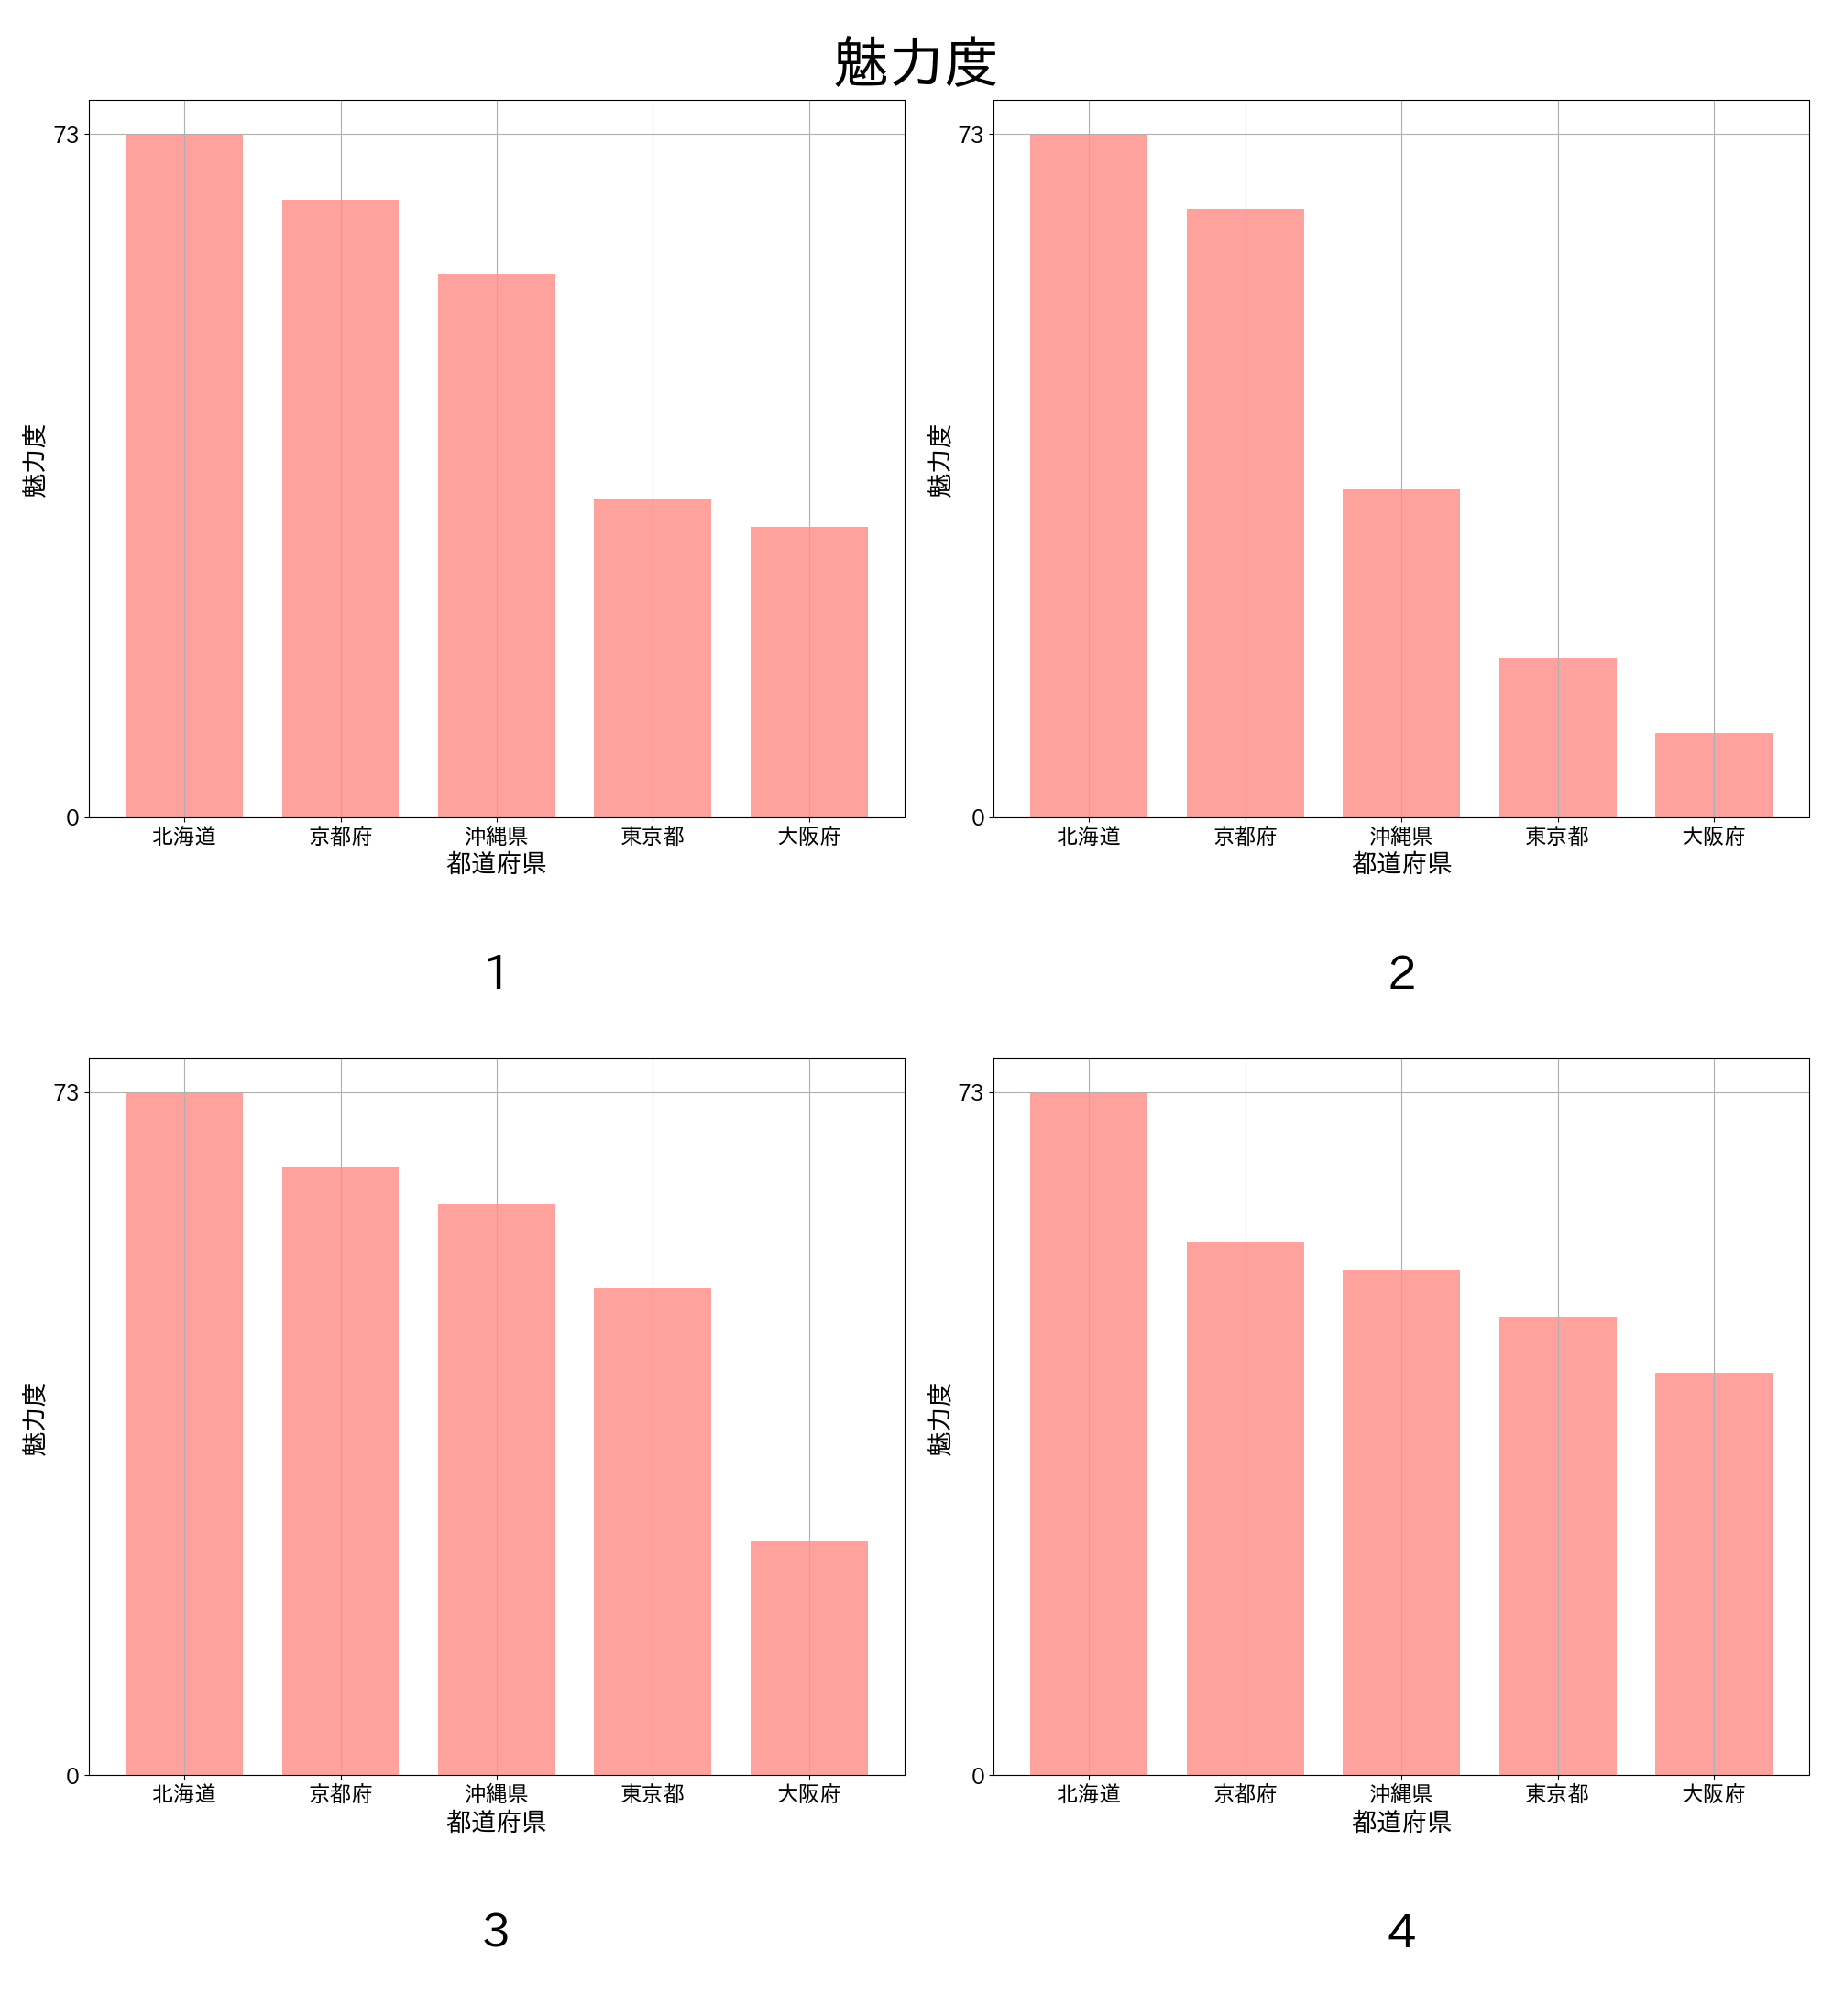 魅力度
73
0
魅力度
北海道 京都府 沖縄県 東京都 大阪府
都道府県
1
73
0
魅力度
北海道 京都府 沖縄県 東京都 大阪府
都道府県
2
73
0
魅力度
北海道 京都府 沖縄県 東京都 大阪府
都道府県
3
73
0
魅力度
北海道 京都府 沖縄県 東京都 大阪府
都道府県
4